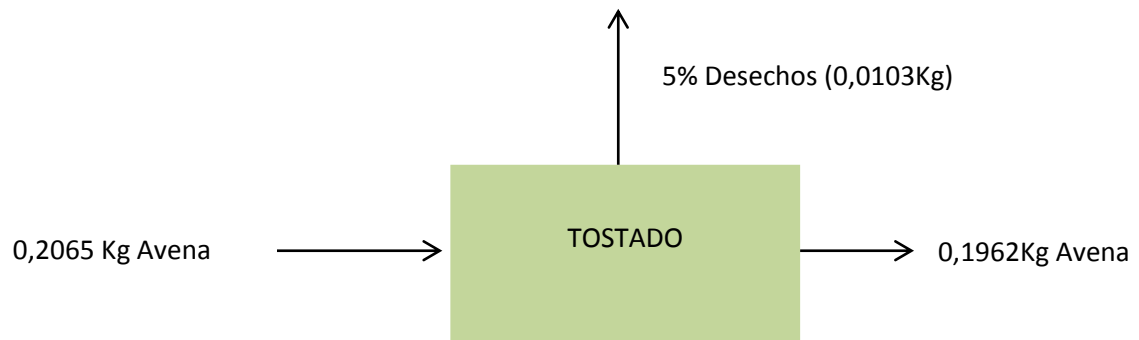 5% Desechos (0,0103Kg)
TOSTADO
0,2065 Kg Avena
0,1962Kg Avena